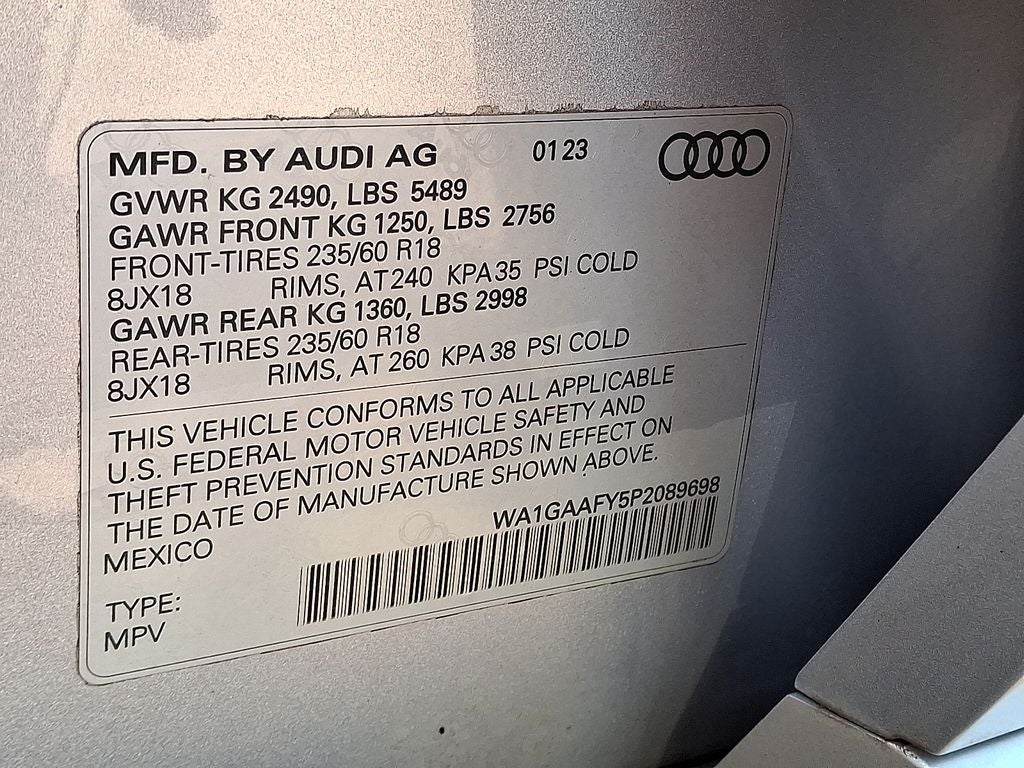 MFD. BY AUDI AG 01 23
GVWR KG 2490, LBS 5489
GAWR FRONT KG 1250, LBS 2756
FRONT-TIRES 235/60 R18
8JX18 RIMS, AT 240 KPA 35 PSI COLD
GAWR REAR KG 1360, LBS 2998
REAR-TIRES 235/60 R18
8JX18 RIMS, AT 260 KPA 38 PSI COLD
THIS VEHICLE CONFORMS TO ALL APPLICABLE
U.S. FEDERAL MOTOR VEHICLE SAFETY AND
THEFT PREVENTION STANDARDS IN EFFECT ON
THE DATE OF MANUFACTURE SHOWN ABOVE.
MEXICO WA1GAAFY5P2089698
TYPE:
MPV